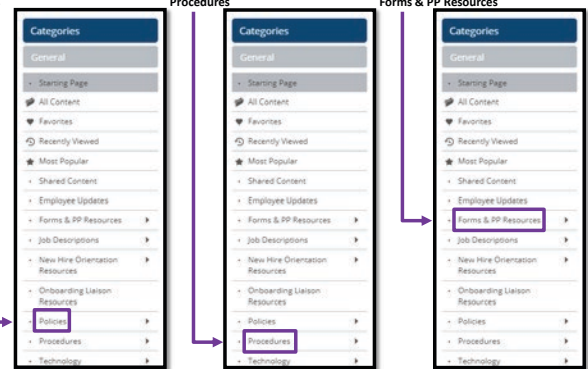 Procedures
Forms & PP Resources
Categories
General
Starting Page
All Content
Favorites
Recently Viewed
Most Popular
Shared Content
Employee Updates
Forms & PP Resources
Job Descriptions
New Hire Orientation
Resources
Onboarding Liaison
Resources
Policies
Procedures
Technology
Categories
General
Starting Page
All Content
Favorites
Recently Viewed
Most Popular
Shared Content
Employee Updates
Forms & PP Resources
Job Descriptions
New Hire Orientation
Resources
Onboarding Liaison
Resources
Policies
Procedures
Technology
Categories
General
Starting Page
All Content
Favorites
Recently Viewed
Most Popular
Shared Content
Employee Updates
Forms & PP Resources
Job Descriptions
New Hire Orientation
Resources
Onboarding Liaison
Resources
Policies
Procedures
Technology